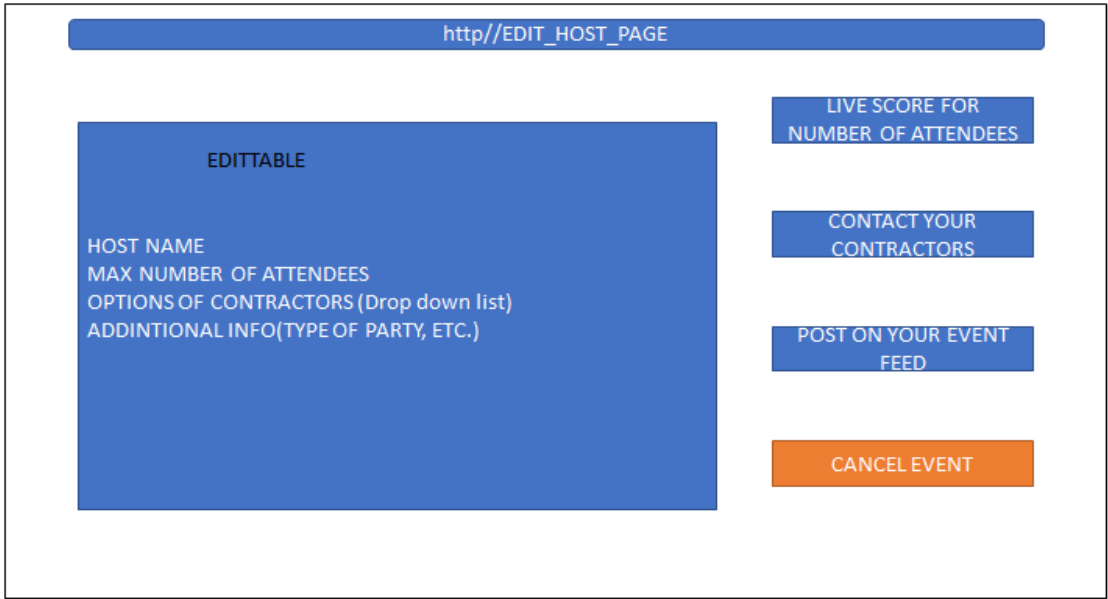 http//EDIT_HOST_PAGE
EDITTABLE
HOST NAME
MAX NUMBER OF ATTENDEES
OPTIONS OF CONTRACTORS (Drop down list)
ADDINTIONAL INFO(TYPE OF PARTY, ETC.)
LIVE SCORE FOR
NUMBER OF ATTENDEES
CONTACT YOUR
CONTRACTORS
POST ON YOUR EVENT
FEED
CANCEL EVENT